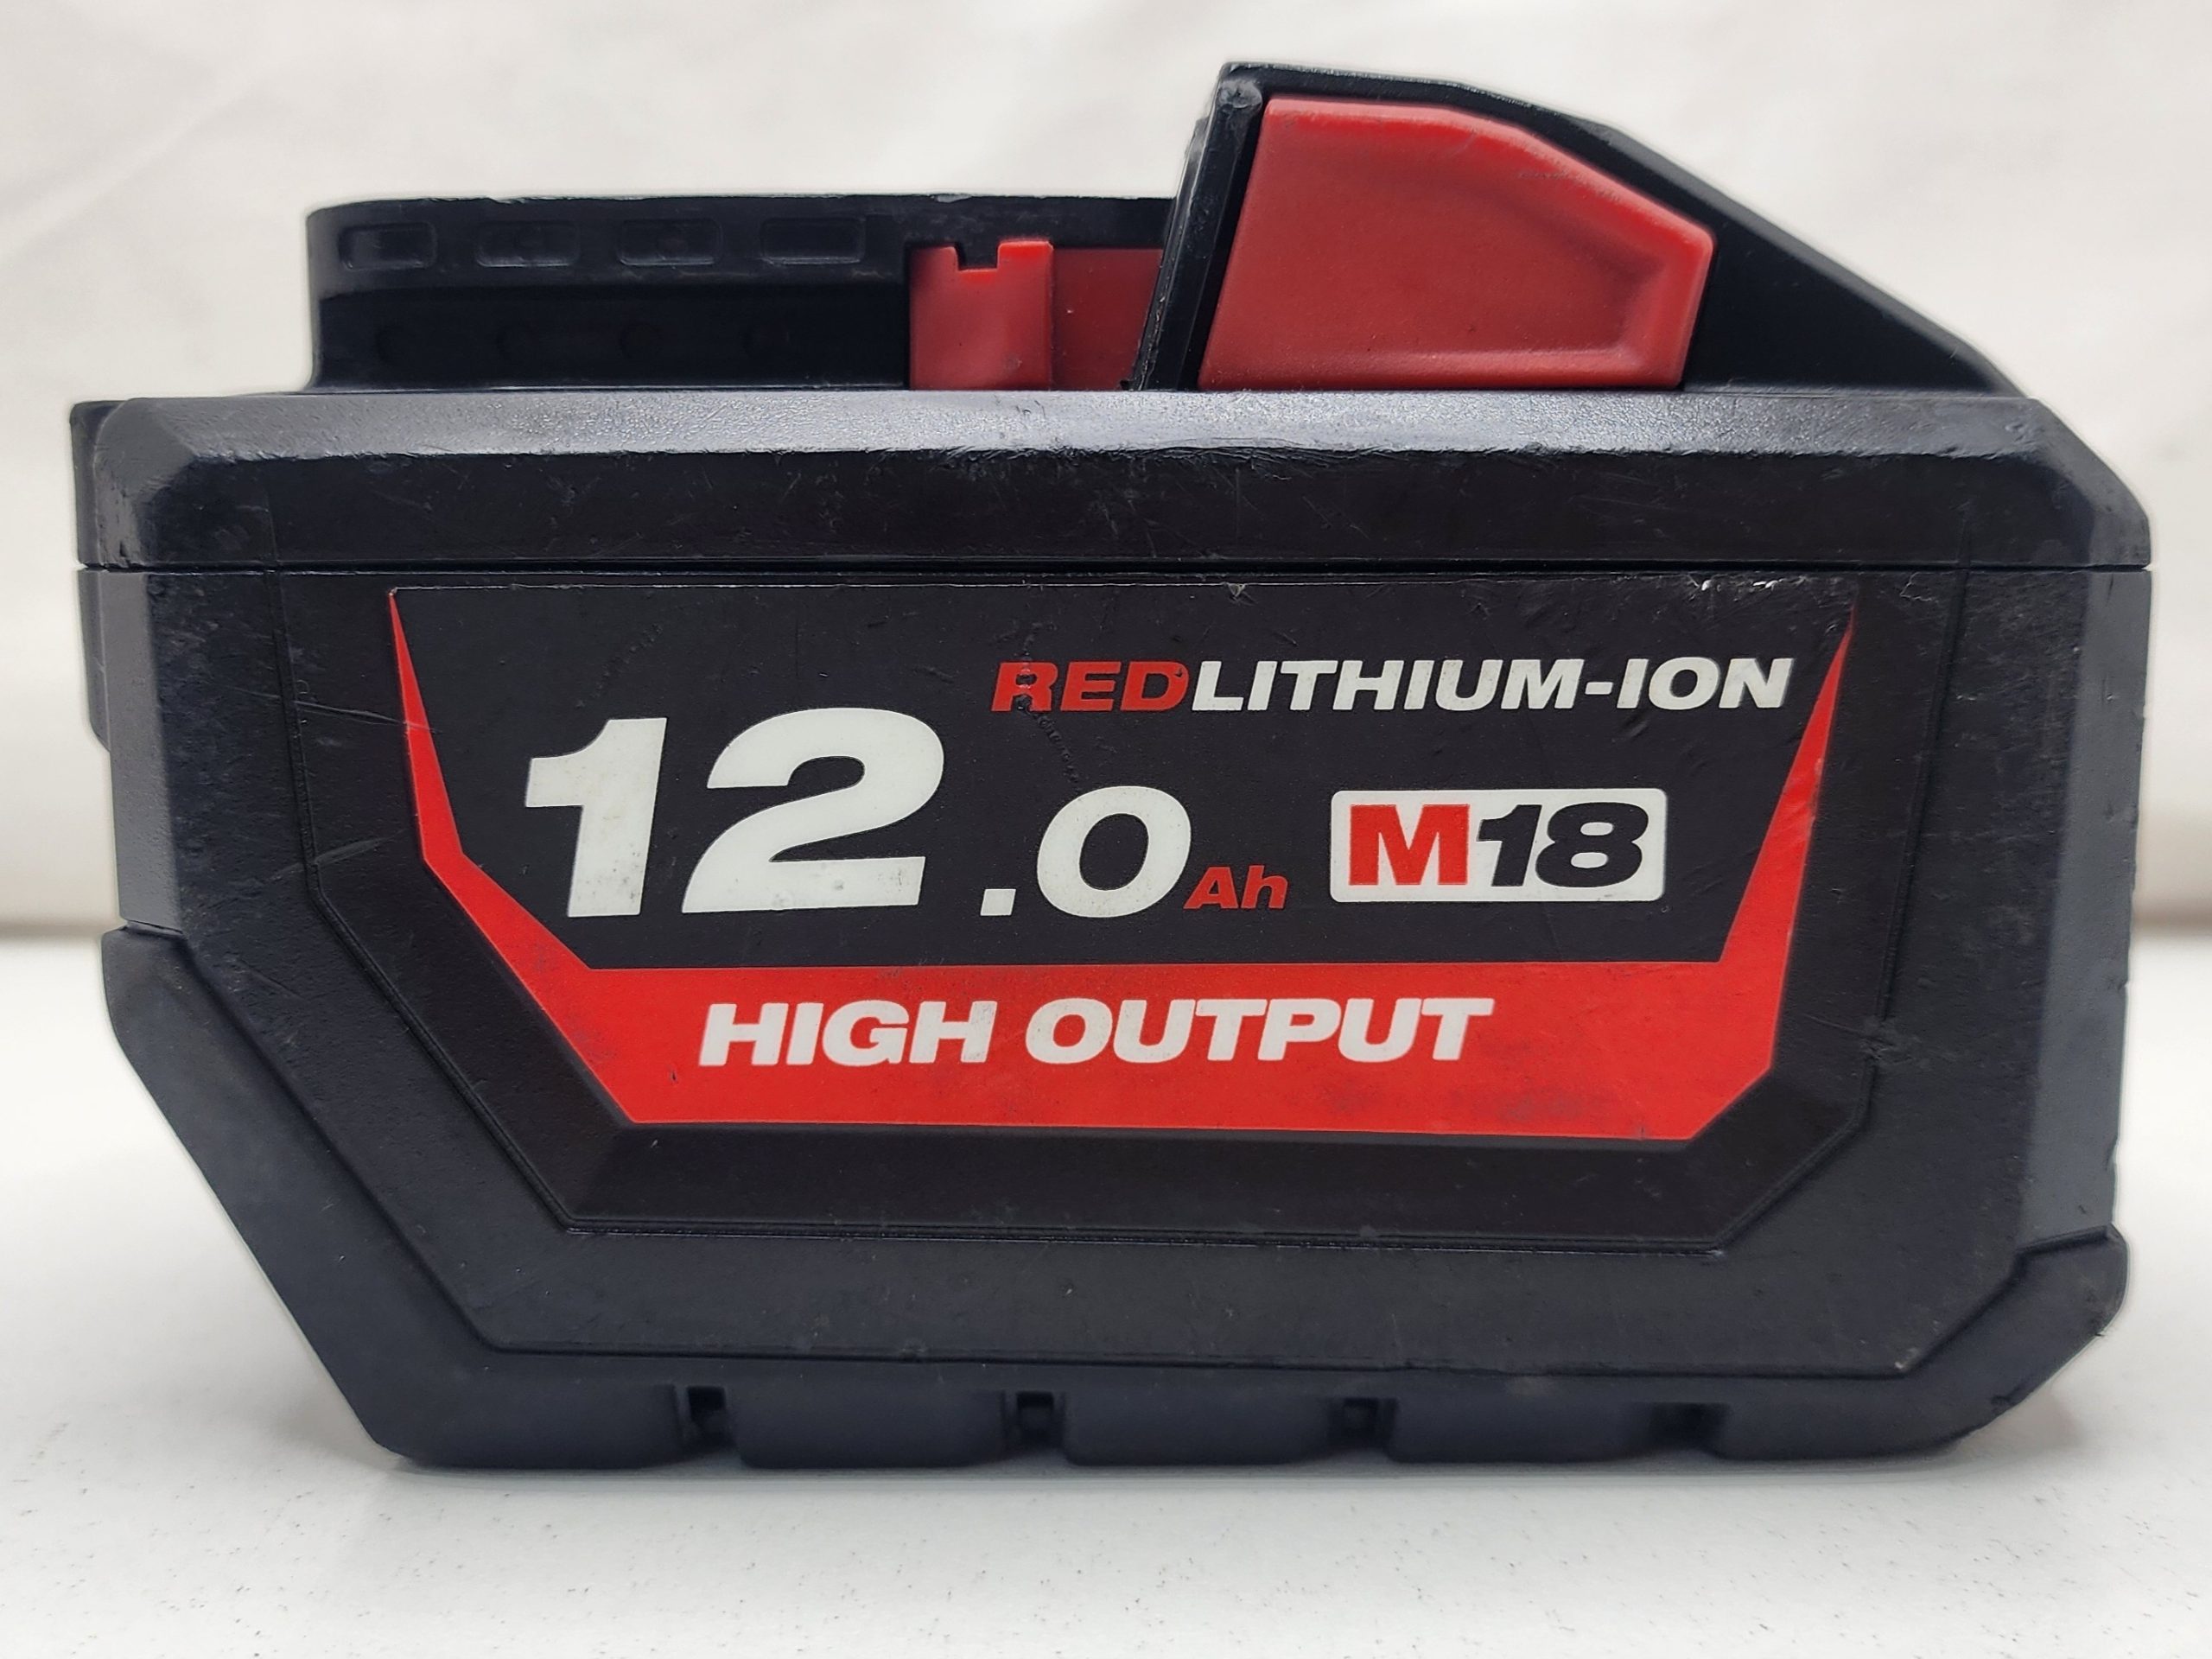 REDLITHIUM-ION
12.0Ah M18
HIGH OUTPUT